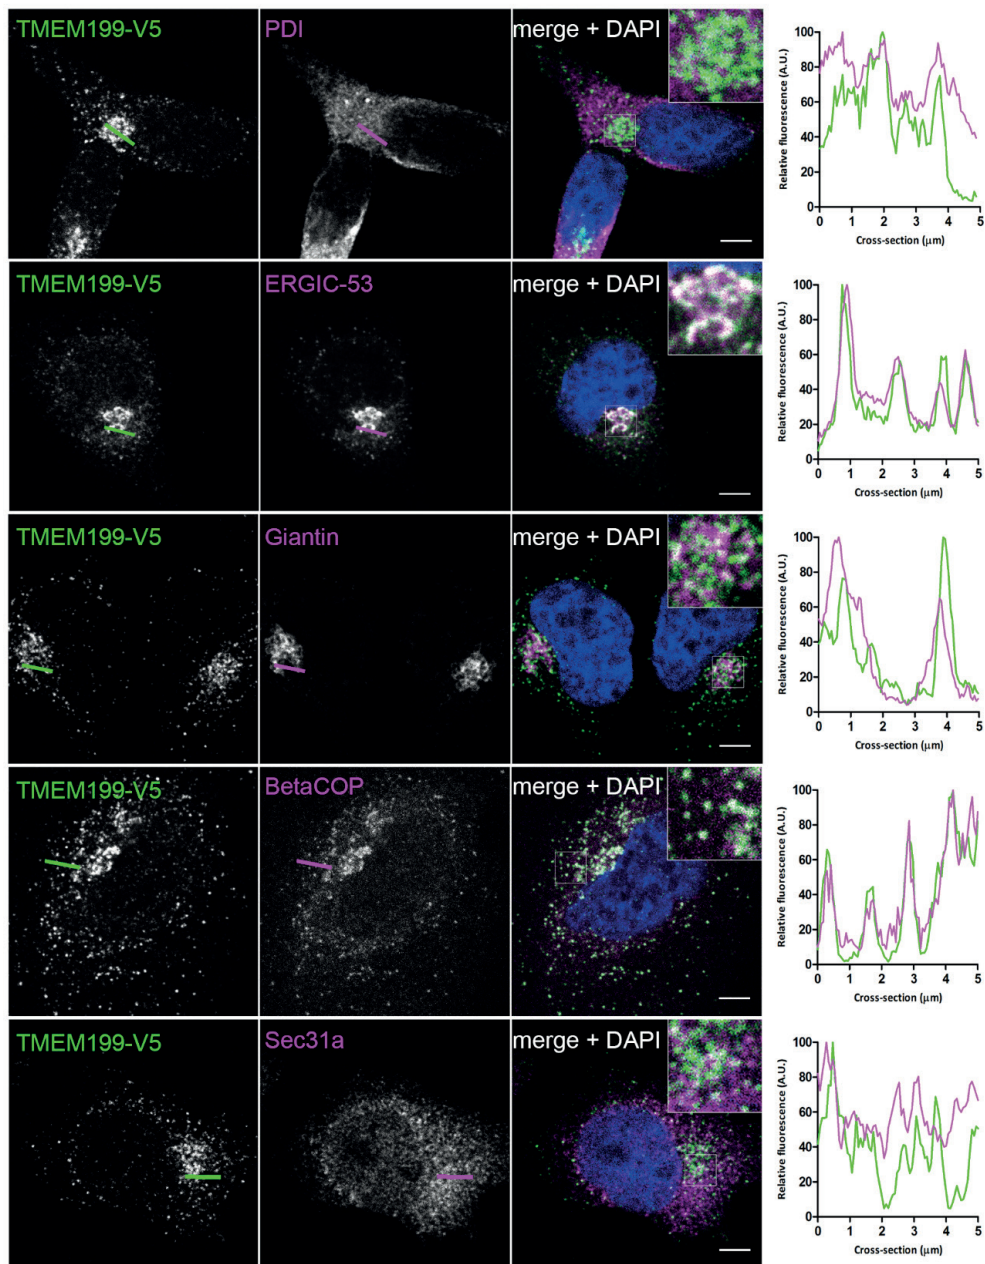 TMEM199-V5 PDI merge + DAPI
Relative fluorescence (A.U.)
100
80
60
40
20
0
0 1 2 3 4 5
Cross-section (μm)
TMEM199-V5 ERGIC-53 merge + DAPI
Relative fluorescence (A.U.)
100
80
60
40
20
0
0 1 2 3 4 5
Cross-section (μm)
TMEM199-V5 Giantin merge + DAPI
Relative fluorescence (A.U.)
100
80
60
40
20
0
0 1 2 3 4 5
Cross-section (μm)
TMEM199-V5 BetaCOP merge + DAPI
Relative fluorescence (A.U.)
100
80
60
40
20
0
0 1 2 3 4 5
Cross-section (μm)
TMEM199-V5 Sec31a merge + DAPI
Relative fluorescence (A.U.)
100
80
60
40
20
0
0 1 2 3 4 5
Cross-section (μm)